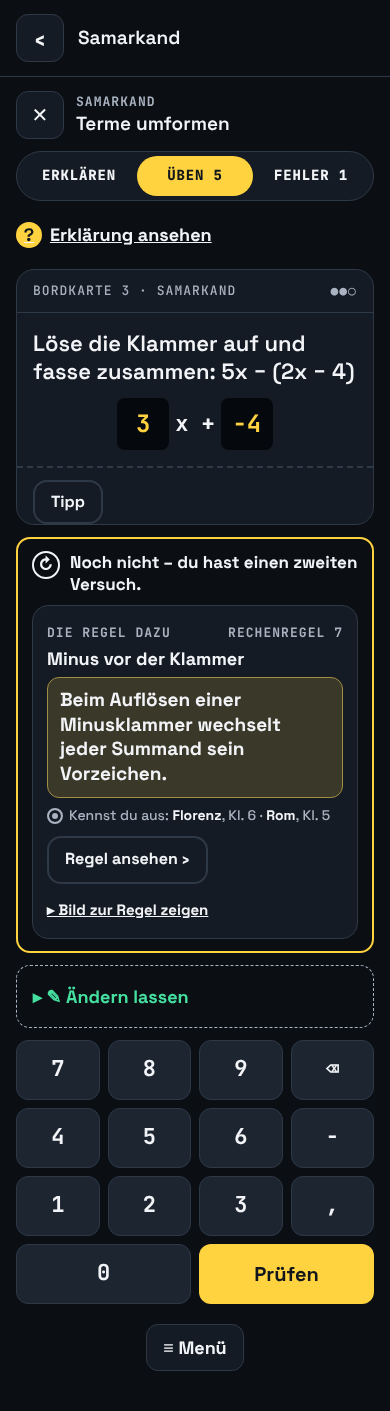 < Samarkand
✕ SAMARKAND
Terme umformen
ERKLÄREN ÜBEN 5 FEHLER 1
? Erklärung ansehen
BORDKARTE 3 · SAMARKAND ●●○
Löse die Klammer auf und
fasse zusammen: 5x − (2x − 4)
3 x + -4
Tipp
↻ Noch nicht – du hast einen zweiten
Versuch.
DIE REGEL DAZU RECHENREGEL 7
Minus vor der Klammer
Beim Auflösen einer
Minusklammer wechselt
jeder Summand sein
Vorzeichen.
Kennst du aus: Florenz, Kl. 6 · Rom, Kl. 5
Regel ansehen >
▸ Bild zur Regel zeigen
▸ ✎ Ändern lassen
7 8 9 ⌫
4 5 6 -
1 2 3 ,
0 Prüfen
≡ Menü